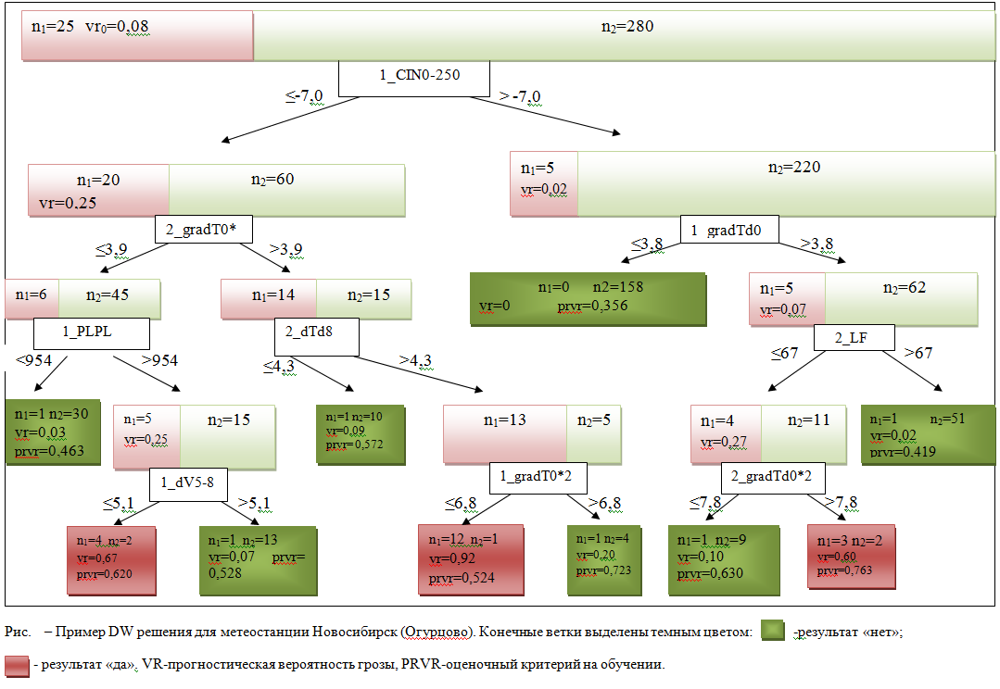 n₁=25 vr₀=0,08 n₂=280
1_CIN0-250
≤-7,0 > -7,0
n₁=20 n₂=60
vr=0,25
n₁=5 n₂=220
vr=0,02
2_gradT0* 1_gradTd0
≤3,9 >3,9 ≤3,8 >3,8
n₁=6 n₂=45
n₁=14 n₂=15
n₁=0 n2=158
vr=0 prvr=0,356
n₁=5 n₂=62
vr=0,07
1_PLPL 2_dTd8 2_LF
<954 >954 ≤4,3 >4,3 ≤67 >67
n₁=1 n₂=30
vr=0,03
prvr=0,463
n₁=5 n₂=15
vr=0,25
n₁=1 n₂=10
vr=0,09
prvr=0,572
n₁=13 n₂=5
n₁=4 n₂=11
vr=0,27
n₁=1 n₂=51
vr=0,02
prvr=0,419
1_dV5-8 1_gradT0*2 2_gradTd0*2
≤5,1 >5,1 ≤6,8 >6,8 ≤7,8 >7,8
n₁=4 n₂=2
vr=0,67
prvr=0,620
n₁=1 n₂=13
vr=0,07 prvr=
0,528
n₁=12 n₂=1
vr=0,92
prvr=0,524
n₁=1 n₂=4
vr=0,20
prvr=0,723
n₁=1 n₂=9
vr=0,10
prvr=0,630
n₁=3 n₂=2
vr=0,60
prvr=0,763
Рис. – Пример DW решения для метеостанции Новосибирск (Огурцово). Конечные ветки выделены темным цветом: -результат «нет»;
- результат «да». VR-прогностическая вероятность грозы, PRVR-оценочный критерий на обучении.